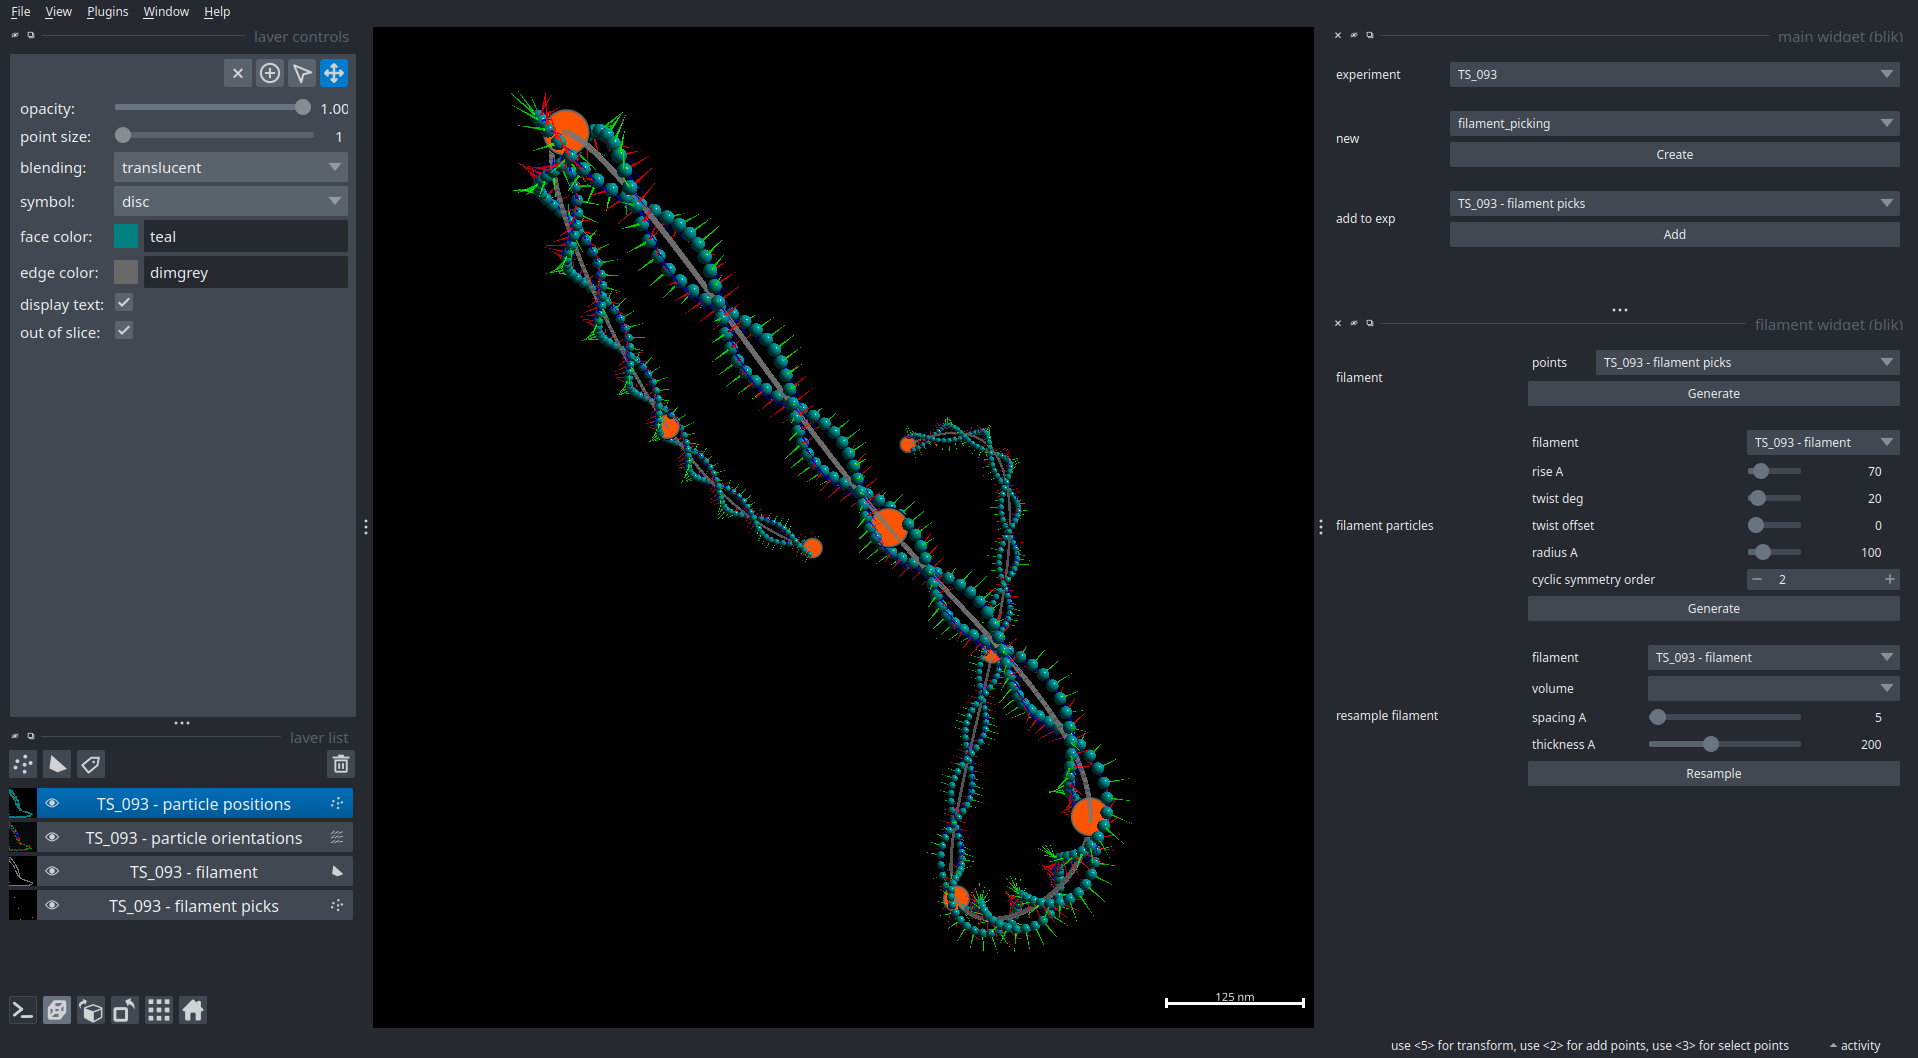 File View Plugins Window Help
layer controls
opacity: 1.00
point size: 1
blending: translucent
symbol: disc
face color: teal
edge color: dimgrey
display text:
out of slice:
layer list
TS_093 - particle positions
TS_093 - particle orientations
TS_093 - filament
TS_093 - filament picks
125 nm
main widget (blik)
experiment TS_093
new filament_picking
Create
add to exp TS_093 - filament picks
Add
filament widget (blik)
filament points TS_093 - filament picks
Generate
filament particles
filament TS_093 - filament
rise A 70
twist deg 20
twist offset 0
radius A 100
cyclic symmetry order 2
Generate
resample filament
filament TS_093 - filament
volume
spacing A 5
thickness A 200
Resample
use <5> for transform, use <2> for add points, use <3> for select points activity